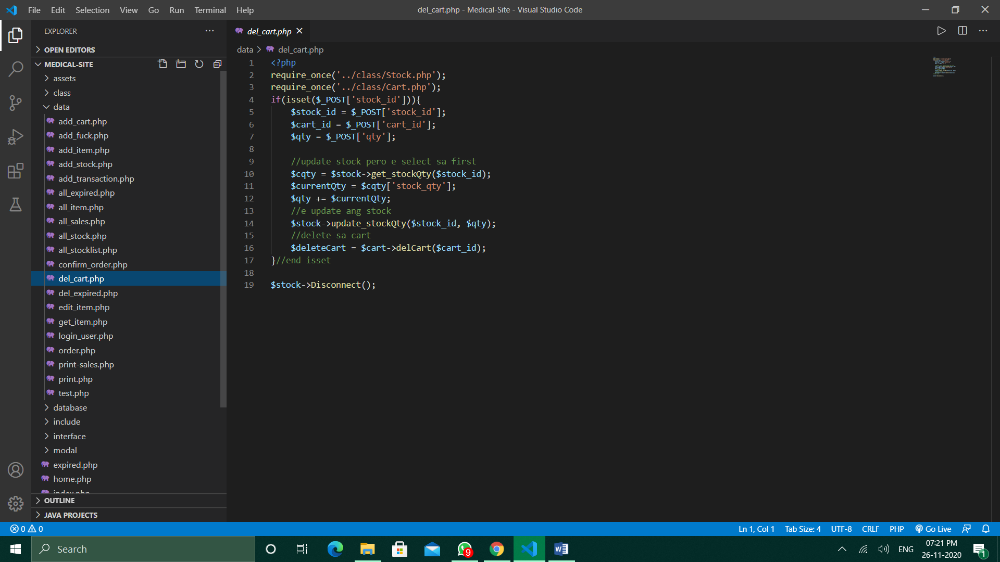 File Edit Selection View Go Run Terminal Help
del_cart.php - Medical-Site - Visual Studio Code
EXPLORER
OPEN EDITORS
MEDICAL-SITE
assets
class
data
add_cart.php
add_fuck.php
add_item.php
add_stock.php
add_transaction.php
all_expired.php
all_item.php
all_sales.php
all_stock.php
all_stocklist.php
confirm_order.php
del_cart.php
del_expired.php
edit_item.php
get_item.php
login_user.php
order.php
print-sales.php
print.php
test.php
database
include
interface
modal
expired.php
home.php
index.php
OUTLINE
JAVA PROJECTS
del_cart.php
data > del_cart.php
1 <?php
2 require_once('../class/Stock.php');
3 require_once('../class/Cart.php');
4 if(isset($_POST['stock_id'])){
5 $stock_id = $_POST['stock_id'];
6 $cart_id = $_POST['cart_id'];
7 $qty = $_POST['qty'];
8
9 //update stock pero e select sa first
10 $cqty = $stock->get_stockQty($stock_id);
11 $currentQty = $cqty['stock_qty'];
12 $qty += $currentQty;
13 //e update ang stock
14 $stock->update_stockQty($stock_id, $qty);
15 //delete sa cart
16 $deleteCart = $cart->delCart($cart_id);
17 }//end isset
18
19 $stock->Disconnect();
0 0
Ln 1, Col 1 Tab Size: 4 UTF-8 CRLF PHP Go Live
Search
9
ENG
07:21 PM
26-11-2020
1